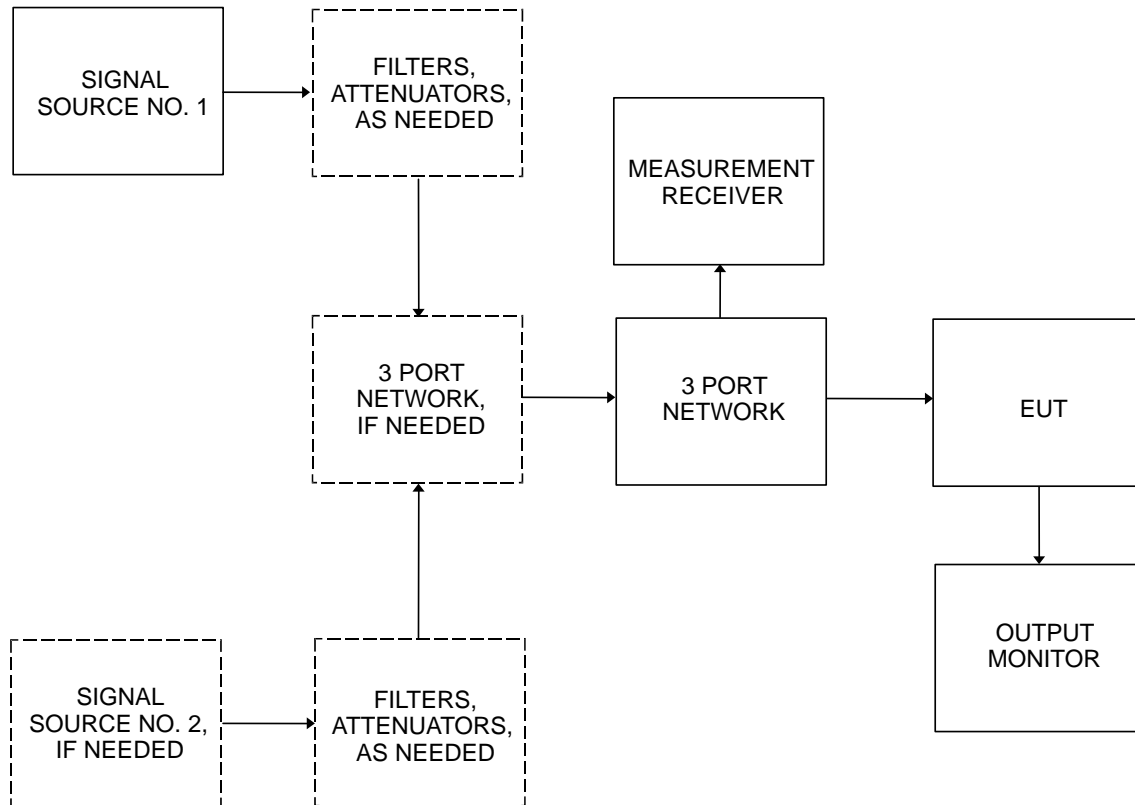 SIGNAL
SOURCE NO. 1
FILTERS,
ATTENUATORS,
AS NEEDED
MEASUREMENT
RECEIVER
3 PORT
NETWORK,
IF NEEDED
3 PORT
NETWORK
EUT
OUTPUT
MONITOR
SIGNAL
SOURCE NO. 2,
IF NEEDED
FILTERS,
ATTENUATORS,
AS NEEDED